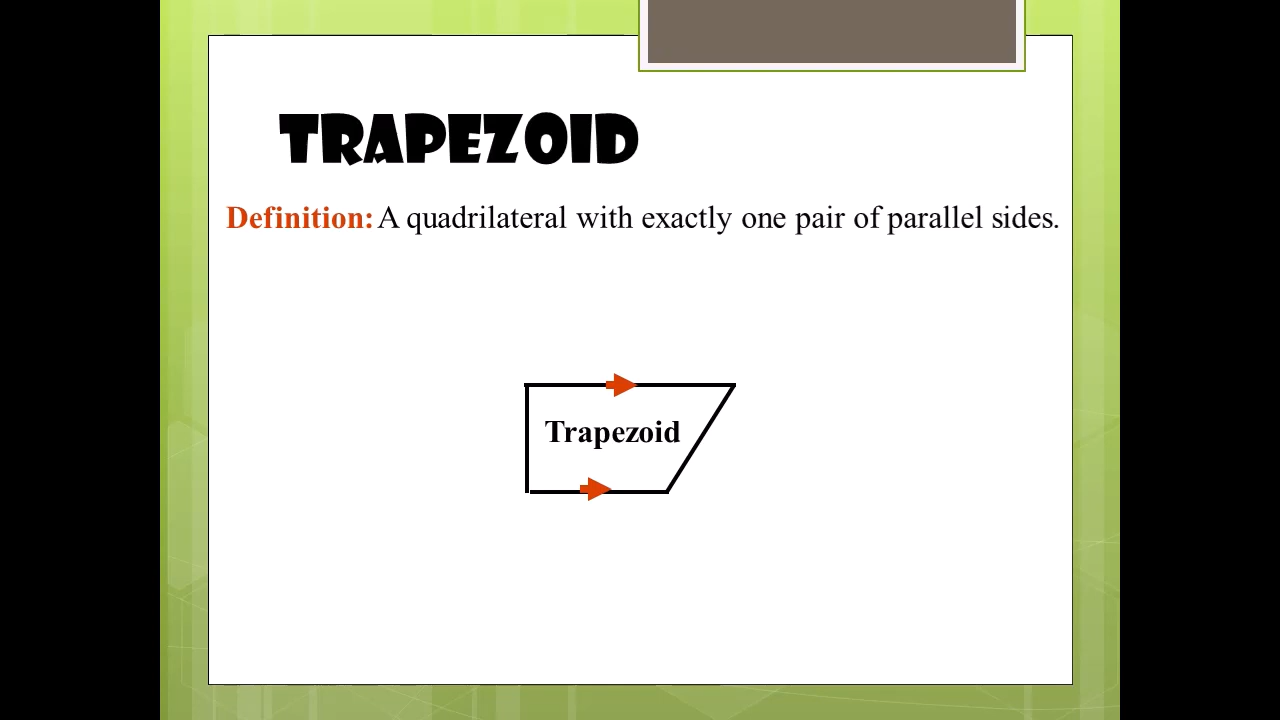 TRAPEZOID
Definition: A quadrilateral with exactly one pair of parallel sides.
Trapezoid